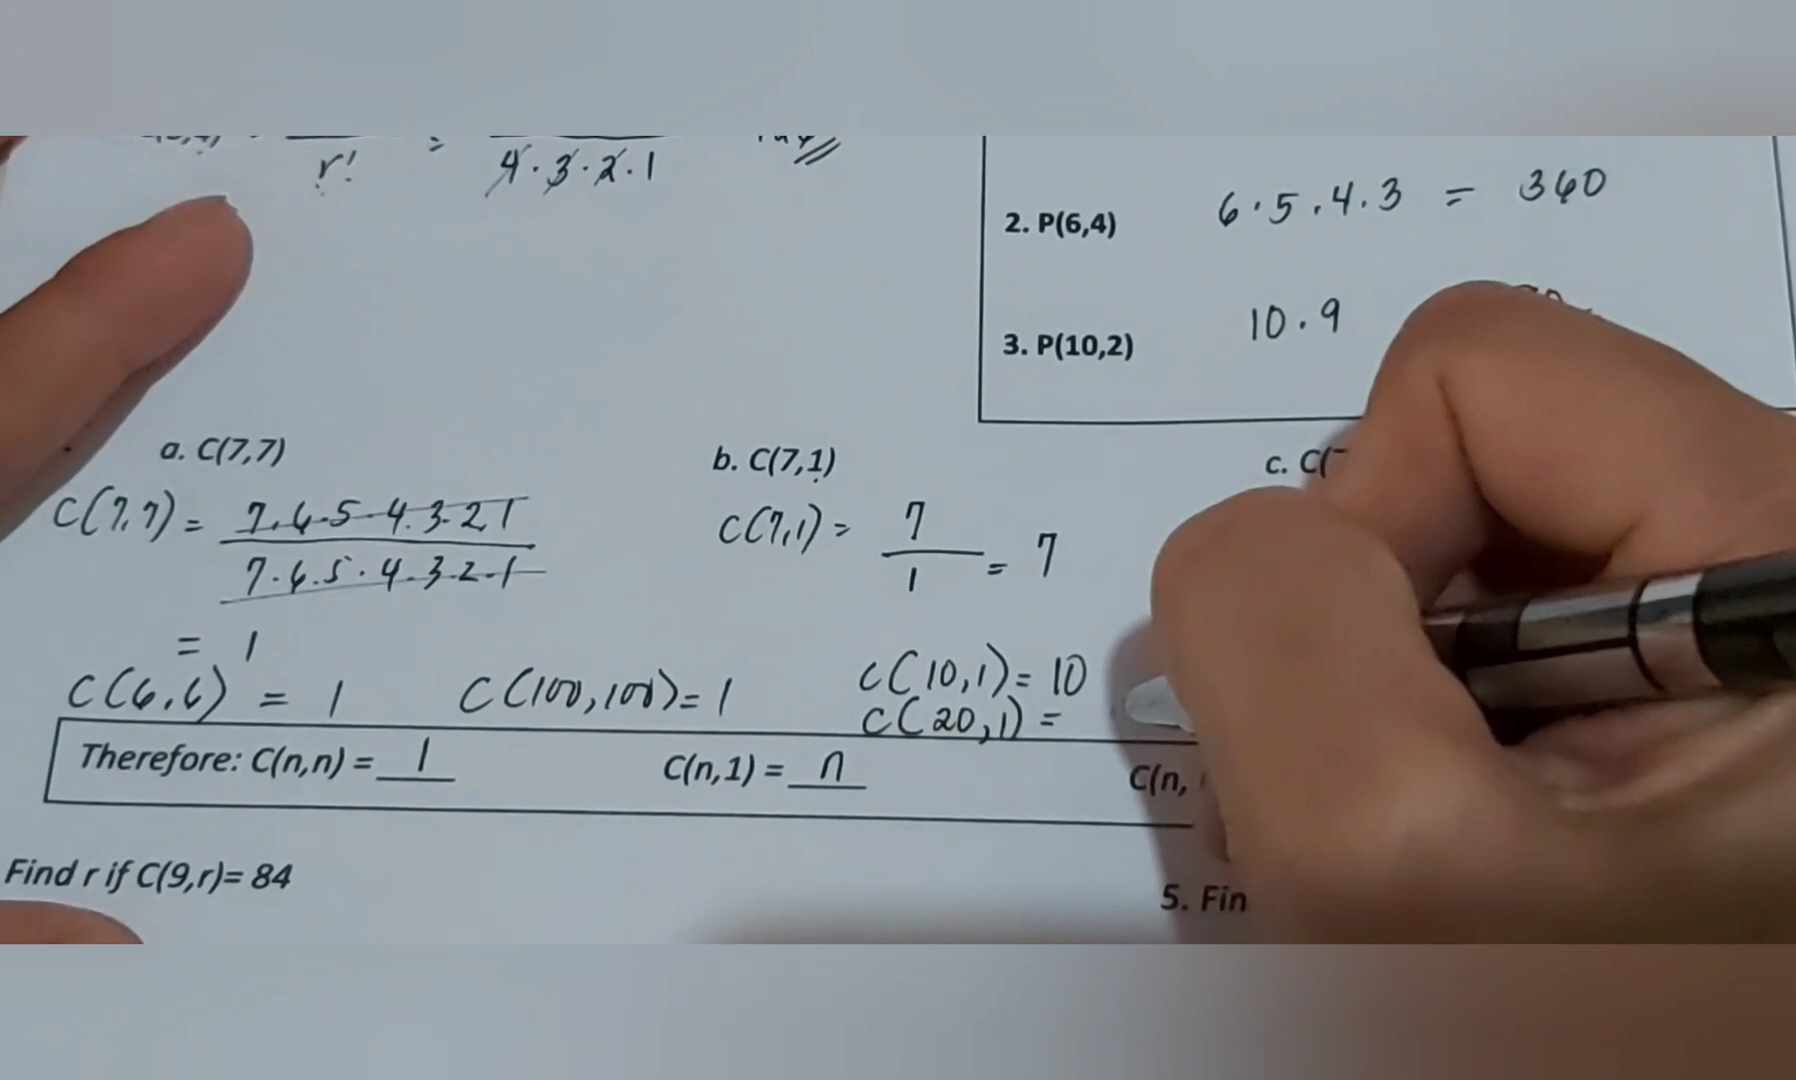 r! = 4·3·2·1
2. P(6,4) 6·5.4.3 = 360
3. P(10,2) 10.9
a. C(7,7)
C(7,7) = 7.6.5.4.3.2.1
7.6.5.4.3.2.1
= 1
C(6,6) = 1
C(100,100) = 1
b. C(7,1)
C(7,1) = 7
1
= 7
C(10,1) = 10
C(20,1) =
c. C(
Therefore: C(n,n) = 1 C(n,1) = n C(n,
Find r if C(9,r)= 84
5. Fin